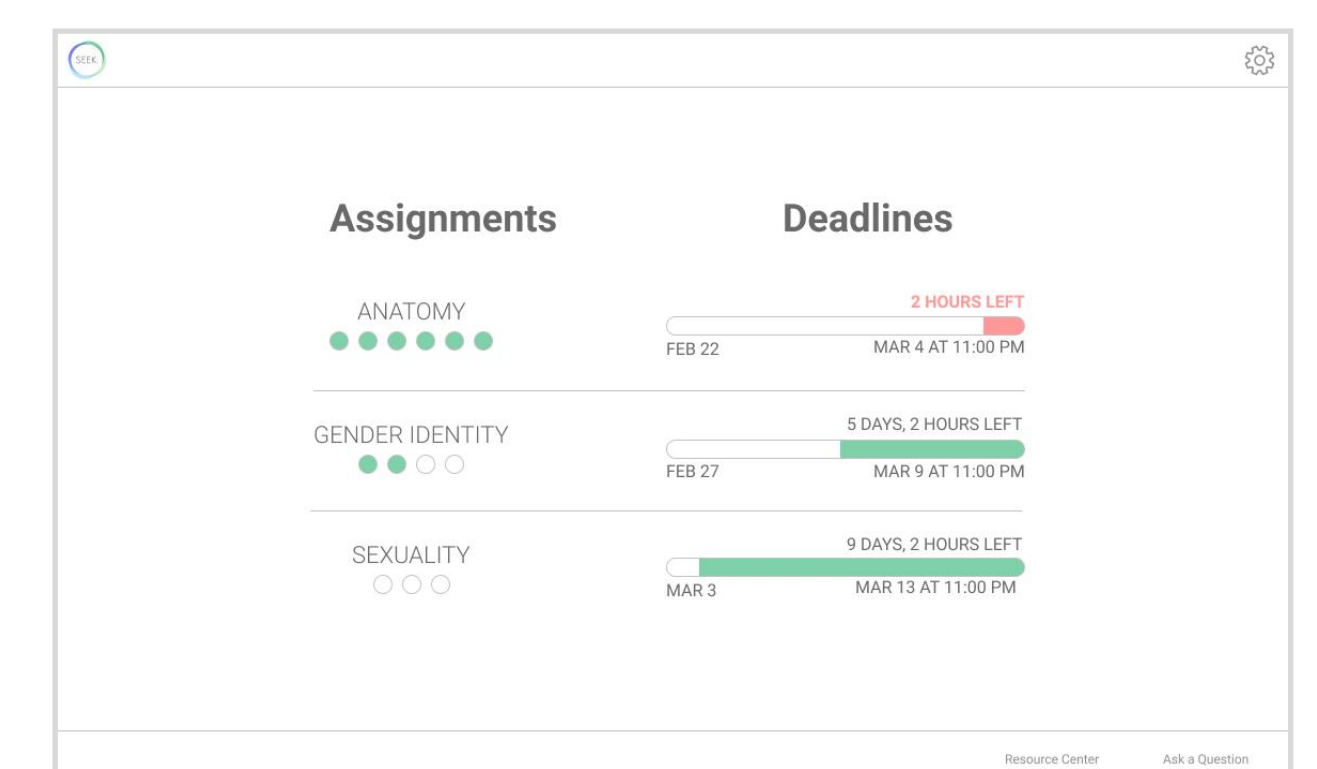 SEEK.
Assignments
Deadlines
ANATOMY
2 HOURS LEFT
FEB 22
MAR 4 AT 11:00 PM
GENDER IDENTITY
5 DAYS, 2 HOURS LEFT
FEB 27
MAR 9 AT 11:00 PM
SEXUALITY
9 DAYS, 2 HOURS LEFT
MAR 3
MAR 13 AT 11:00 PM
Resource Center
Ask a Question